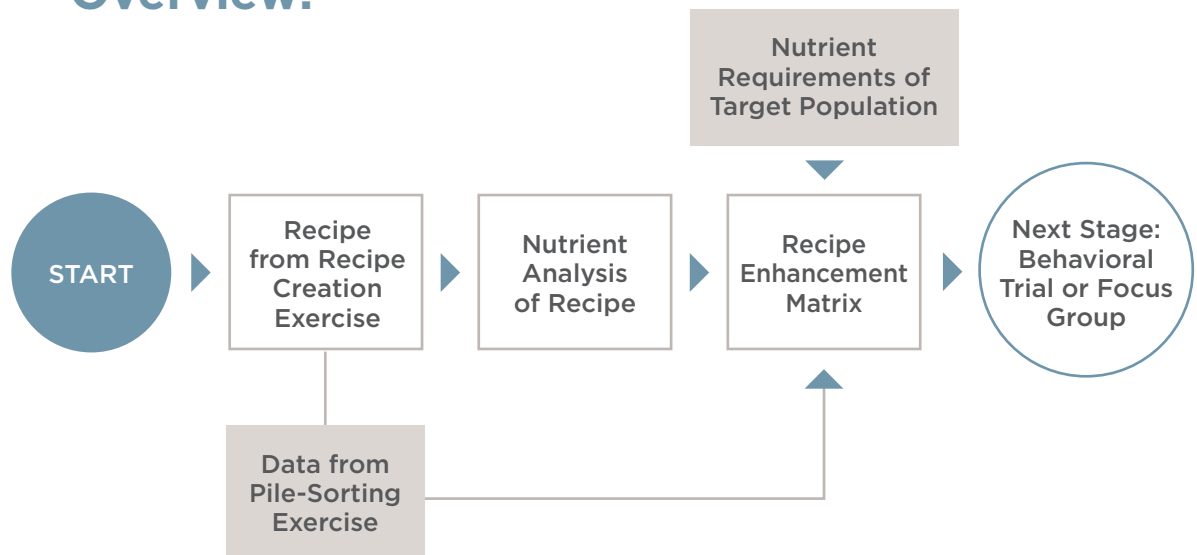 Overview:
Nutrient
Requirements of
Target Population
START
Recipe
from Recipe
Creation
Exercise
Nutrient
Analysis
of Recipe
Recipe
Enhancement
Matrix
Next Stage:
Behavioral
Trial or Focus
Group
Data from
Pile-Sorting
Exercise